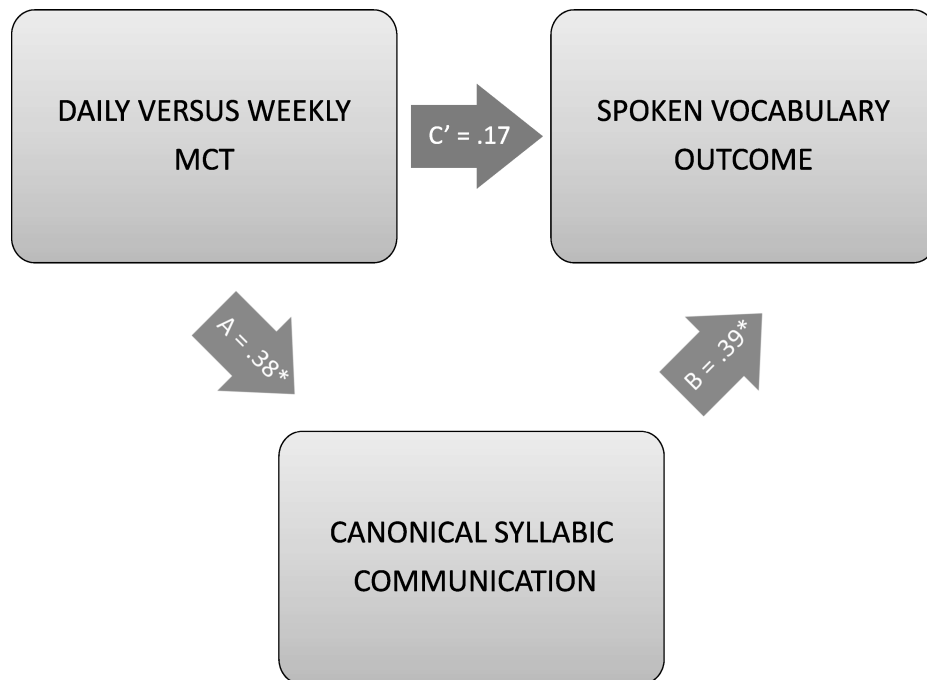 DAILY VERSUS WEEKLY
MCT
C’ = .17
SPOKEN VOCABULARY
OUTCOME
A = .38*
B = .39*
CANONICAL SYLLABIC
COMMUNICATION